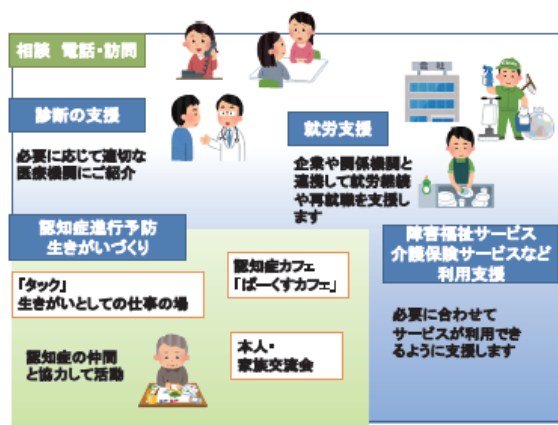 相談 電話・訪問
会社
診断の支援
必要に応じて適切な
医療機関にご紹介
就労支援
企業や関係機関と
連携して就労継続
や再就職を支援し
ます
認知症進行予防
生きがいづくり
「タック」
生きがいとしての仕事の場
認知症カフェ
「ぱーくすカフェ」
認知症の仲間
と協力して活動
本人・
家族交流会
障害福祉サービス
介護保険サービスなど
利用支援
必要に合わせて
サービスが利用でき
るように支援します